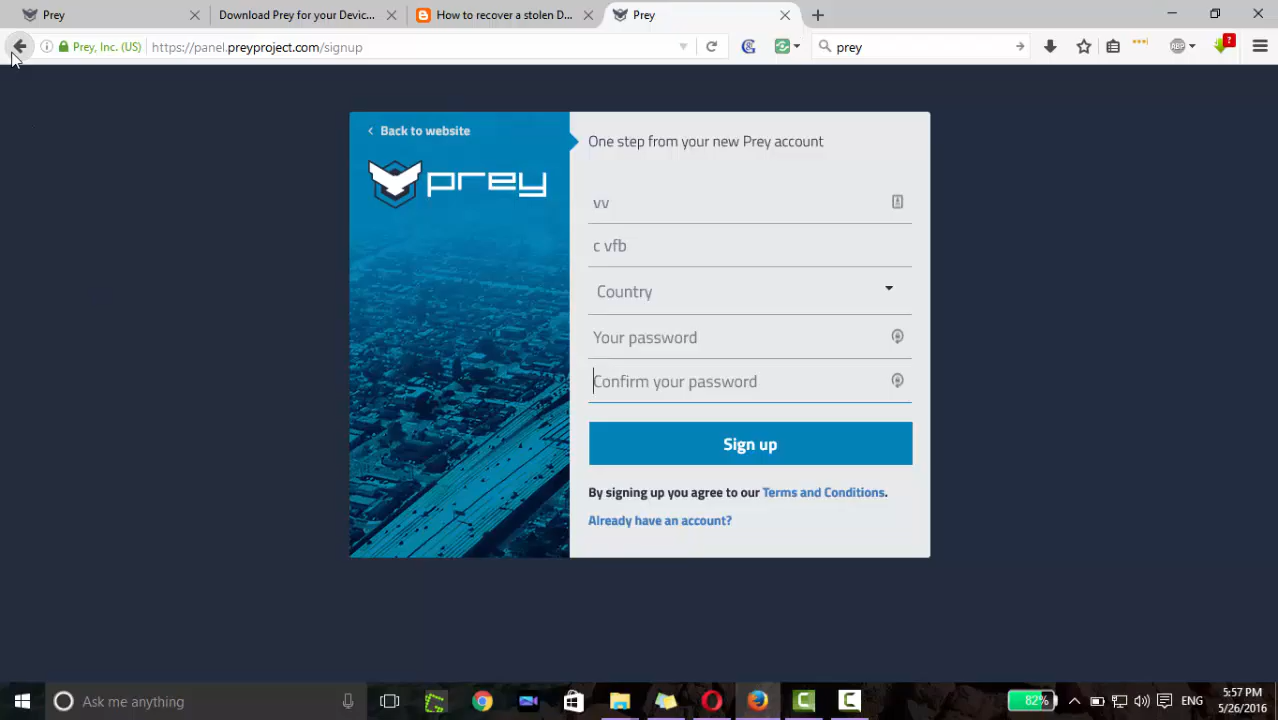 Prey
Download Prey for your Devic...
How to recover a stolen D...
Prey
Prey, Inc. (US)
https://panel.preyproject.com/signup
prey
ABP
?
Back to website
prey
One step from your new Prey account
vv
c vfb
Country
Your password
Confirm your password
Sign up
By signing up you agree to our Terms and Conditions.
Already have an account?
Ask me anything
82%
ENG
5:57 PM
5/26/2016